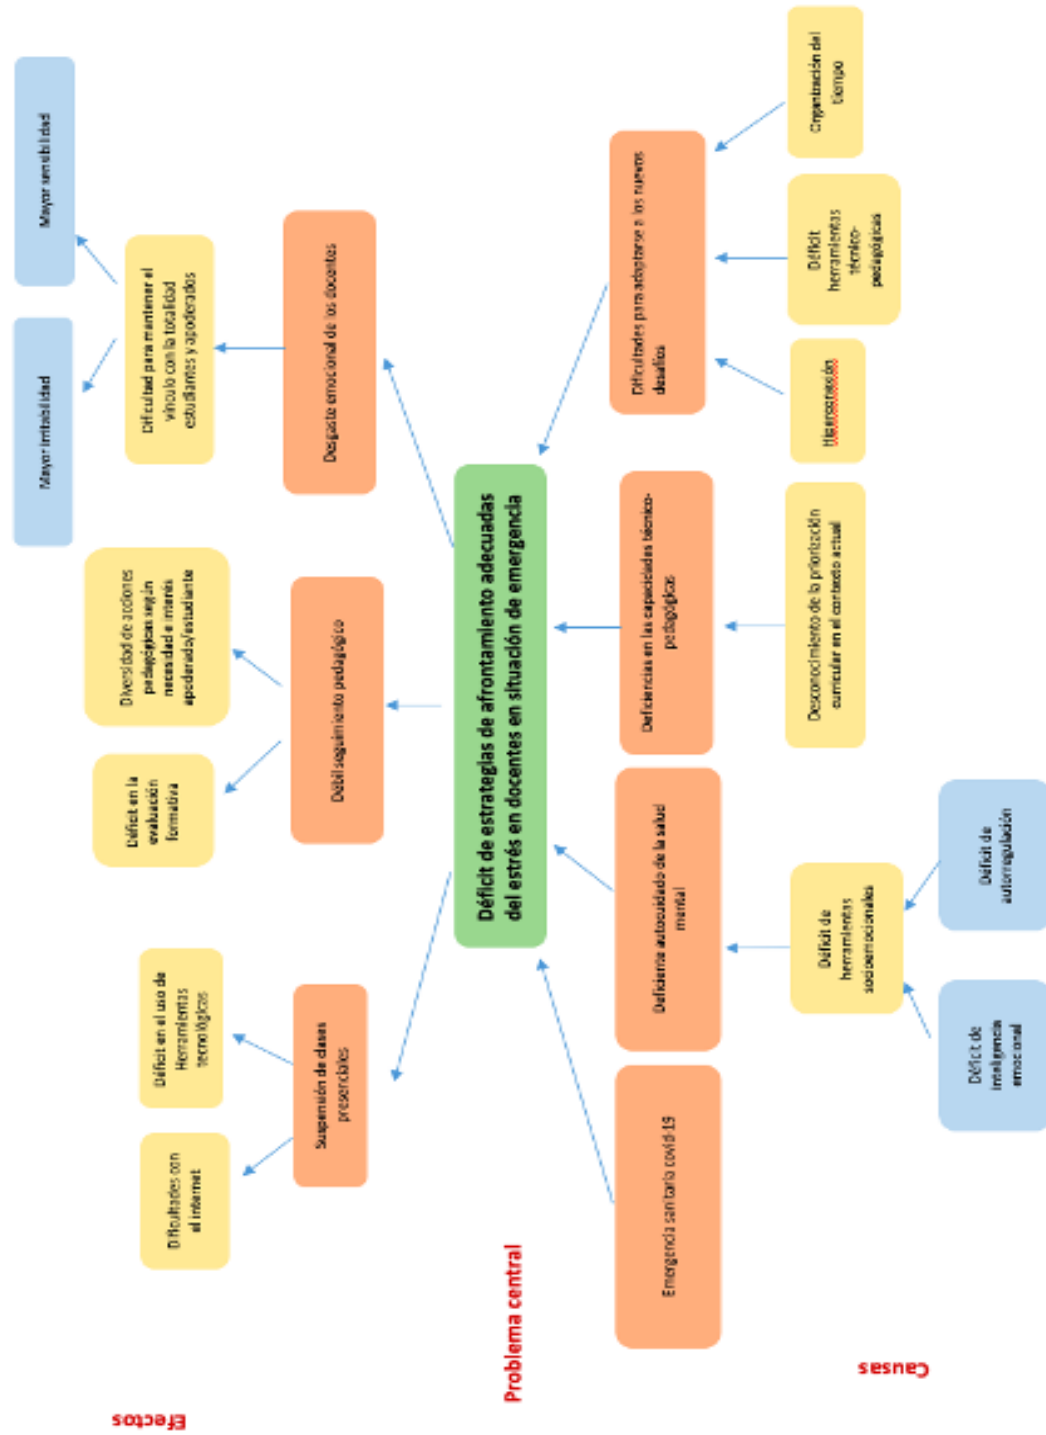 Efectos
Mayor irritabilidad
Mayor sensibilidad
Dificultades con
el internet
Déficit en el uso de
Herramientas
tecnológicas
Déficit en la
evaluación
formativa
Diversidad de acciones
pedagógicas según
necesidad e interés
apoderado/estudiante
Dificultad para mantener el
vínculo con la totalidad
estudiantes y apoderados
Suspensión de clases
presenciales
Débil seguimiento pedagógico
Desgaste emocional de los docentes
Problema central
Déficit de estrategias de afrontamiento adecuadas
del estrés en docentes en situación de emergencia
Causas
Emergencia sanitaria covid-19
Deficiente autocuidado de la salud
mental
Deficiencias en las capacidades técnico-
pedagógicas
Dificultades para adaptarse a los nuevos
desafíos
Déficit de
herramientas
socioemocionales
Desconocimiento de la priorización
curricular en el contexto actual
Hiperconexión
Déficit
herramientas
técnico-
pedagógicas
Organización del
tiempo
Déficit de
inteligencia
emocional
Déficit de
autorregulación